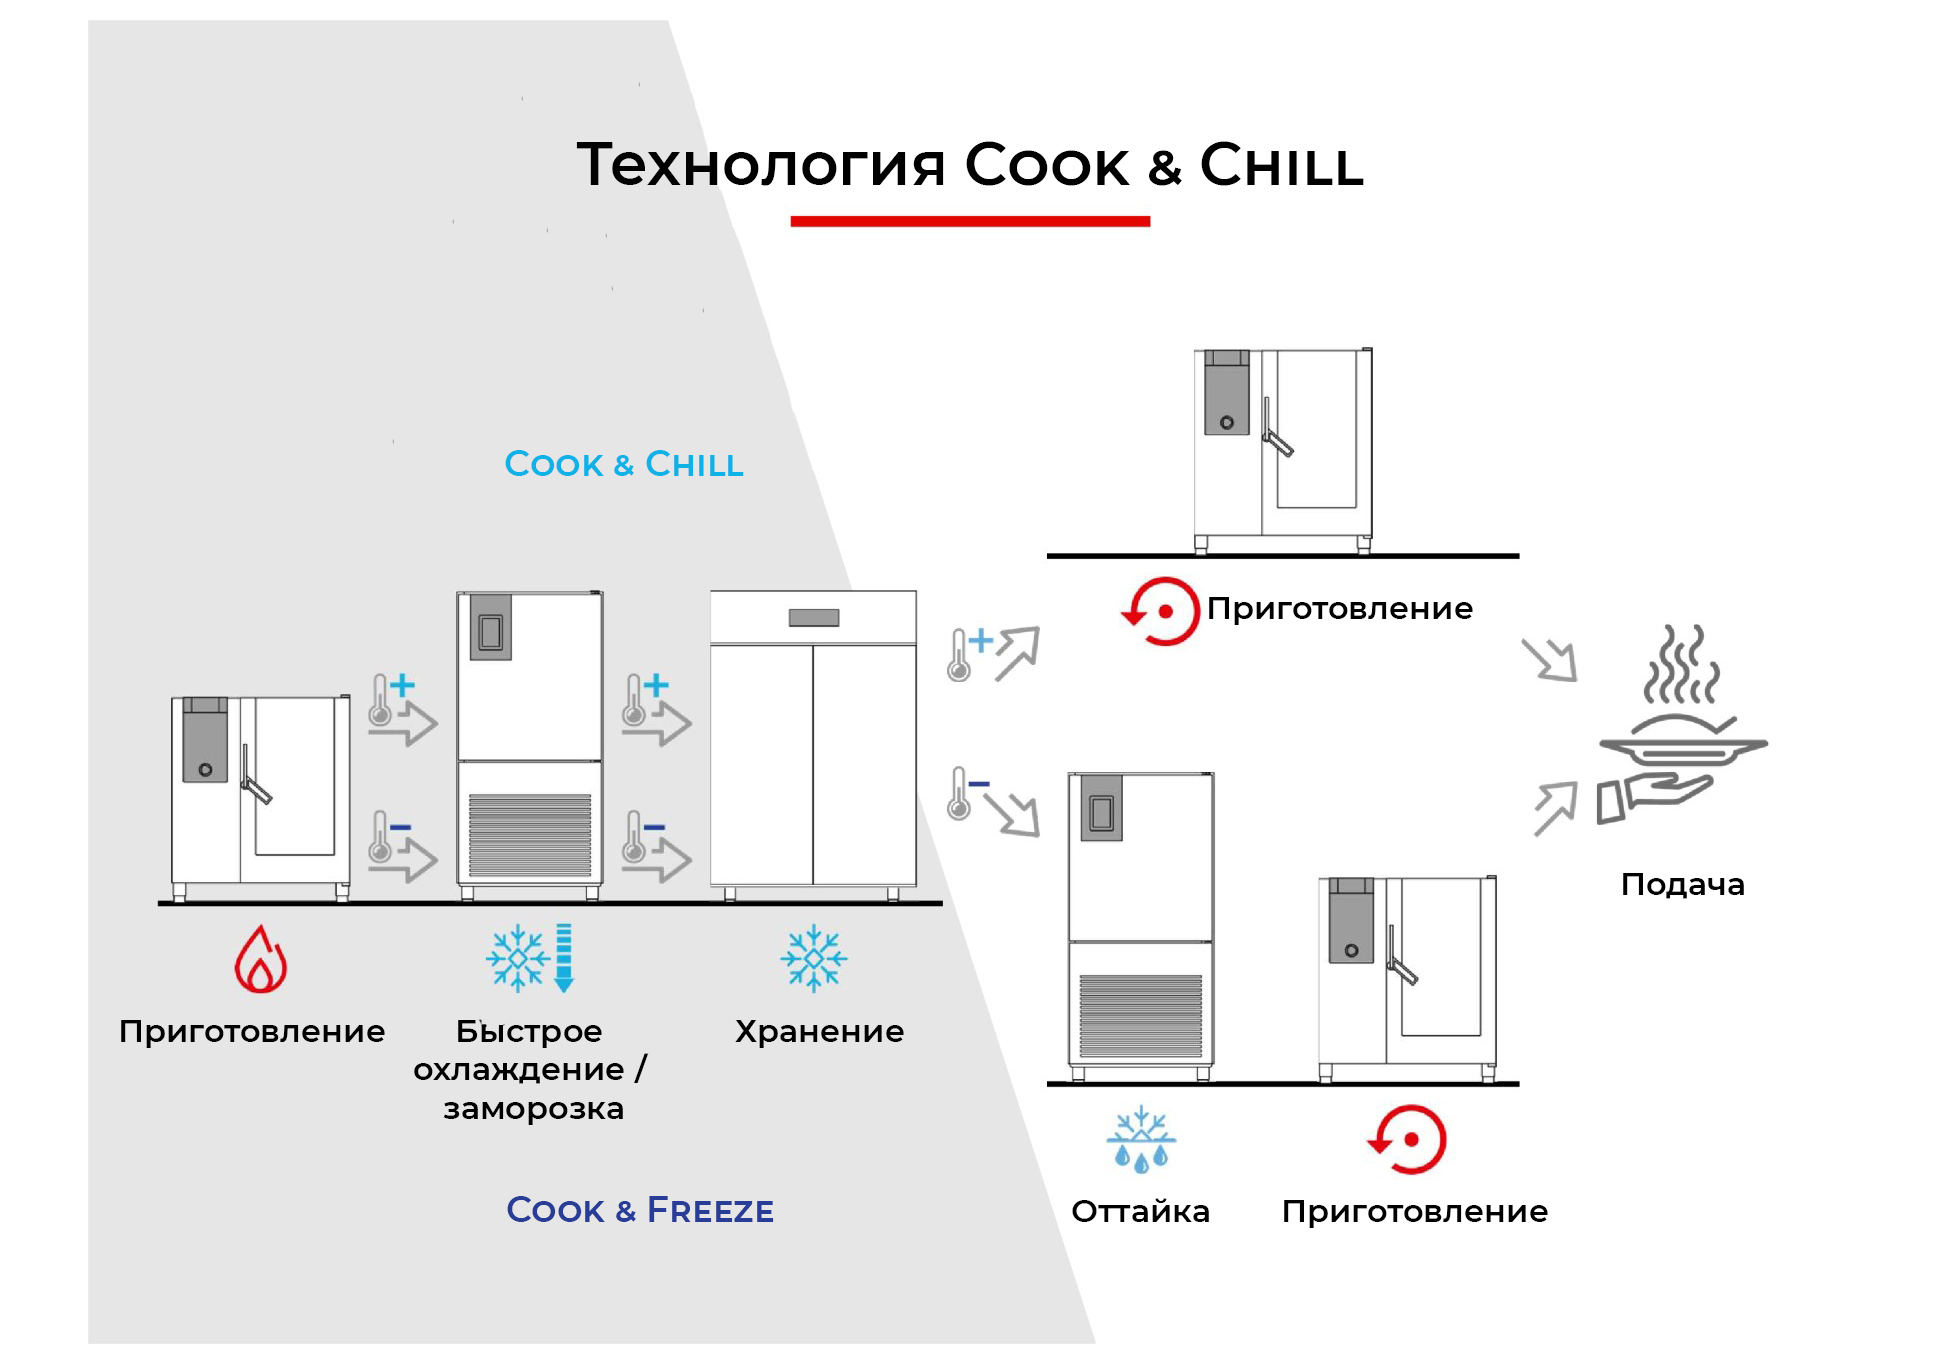 Технология Cook & Chill
Cook & Chill
Приготовление
Приготовление
Быстрое
охлаждение /
заморозка
Хранение
Подача
Cook & Freeze
Оттайка
Приготовление